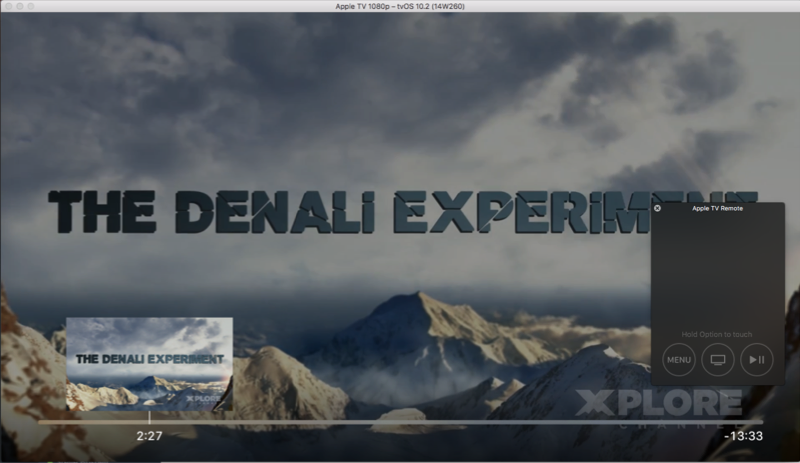 Apple TV 1080p – tvOS 10.2 (14W260)
THE DENALI EXPERIMENT
Apple TV Remote
Hold Option to touch
MENU
THE DENALI EXPERIMENT
XPLORE
XPLORE
CHANNEL
2:27
-13:33